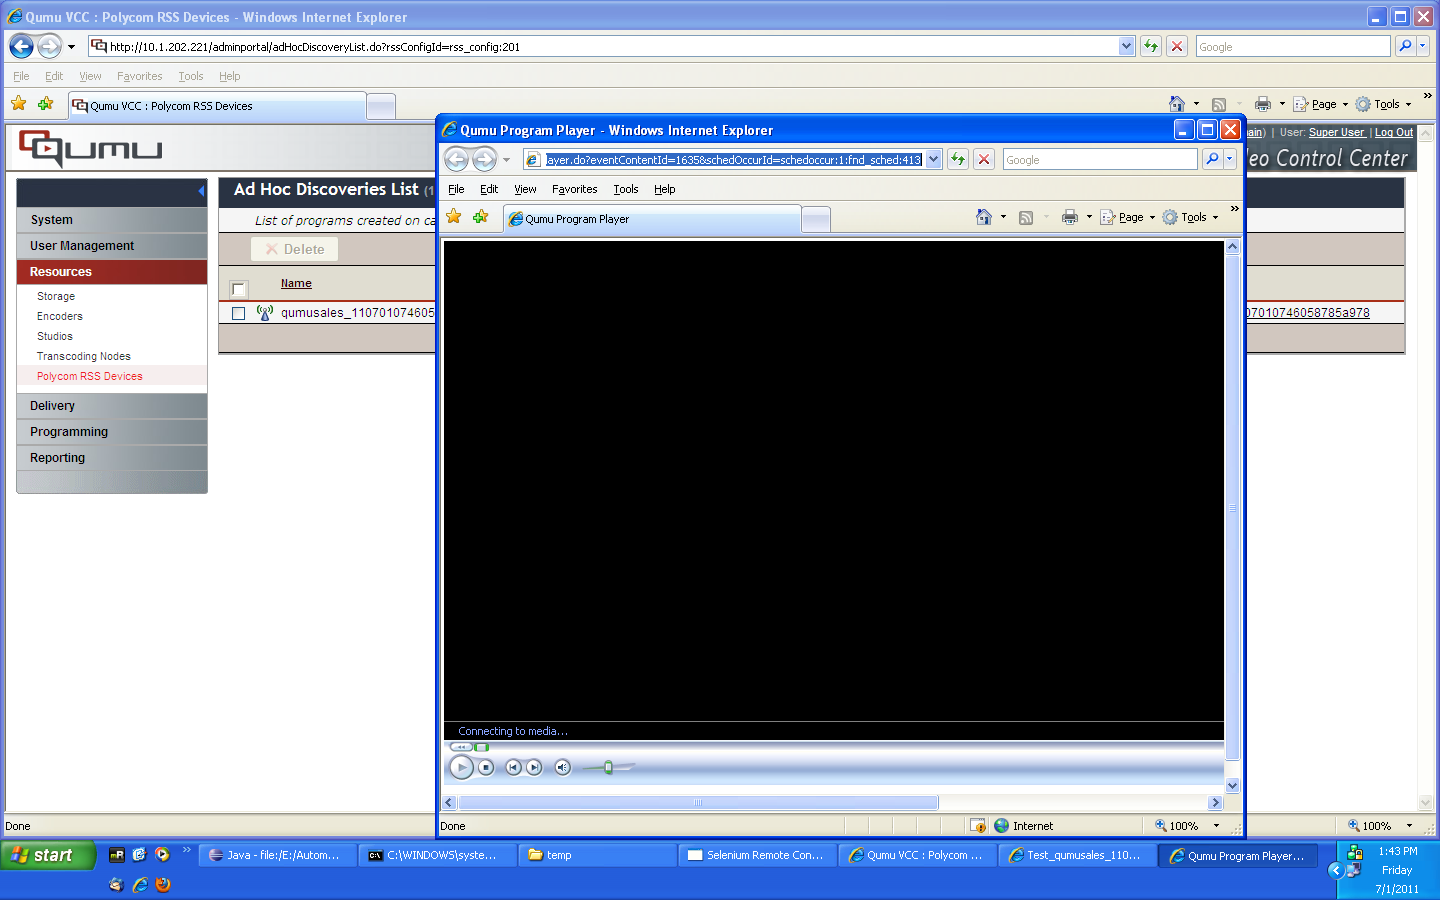 Qumu VCC : Polycom RSS Devices - Windows Internet Explorer
http://10.1.202.221/adminportal/adHocDiscoveryList.do?rssConfigId=rss_config:201
Google
File Edit View Favorites Tools Help
Qumu VCC : Polycom RSS Devices
Page Tools »
QUMU
ain) | User: Super User | Log Out
eo Control Center
System
User Management
Resources
Storage
Encoders
Studios
Transcoding Nodes
Polycom RSS Devices
Delivery
Programming
Reporting
Ad Hoc Discoveries List (1
List of programs created on ca
Delete
Name
qumusales_110701074605
07010746058785a978
Qumu Program Player - Windows Internet Explorer
layer.do?eventContentId=1635&schedOccurId=schedoccur:1:fnd_sched:413
Google
File Edit View Favorites Tools Help
Qumu Program Player
Page Tools »
Connecting to media...
Done
Internet
100%
Done
100%
start
»
Java - file:/E:/Autom...
C:\WINDOWS\syste...
temp
Selenium Remote Con...
Qumu VCC : Polycom ...
Test_qumusales_110...
Qumu Program Player...
1:43 PM
Friday
7/1/2011